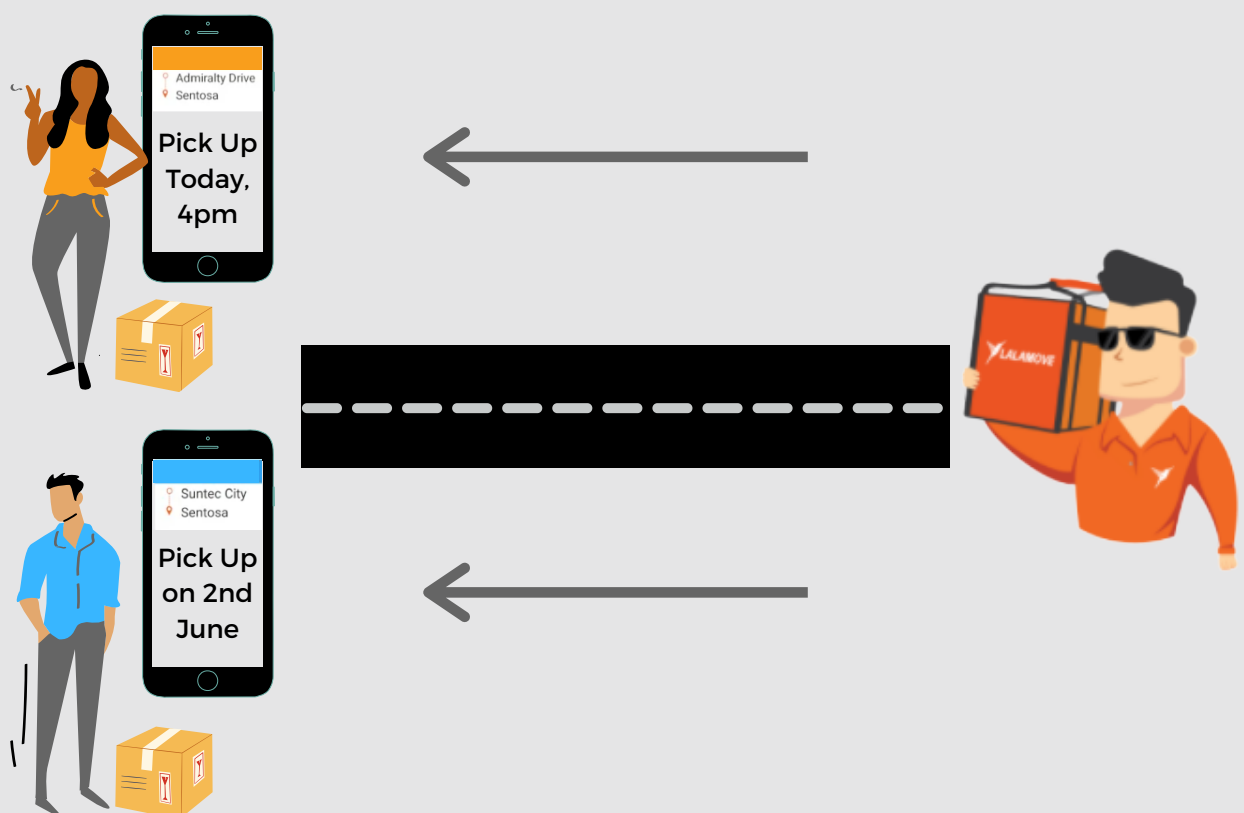 Admiralty Drive
Sentosa
Pick Up
Today,
4pm
LALAMOVE
Suntec City
Sentosa
Pick Up
on 2nd
June